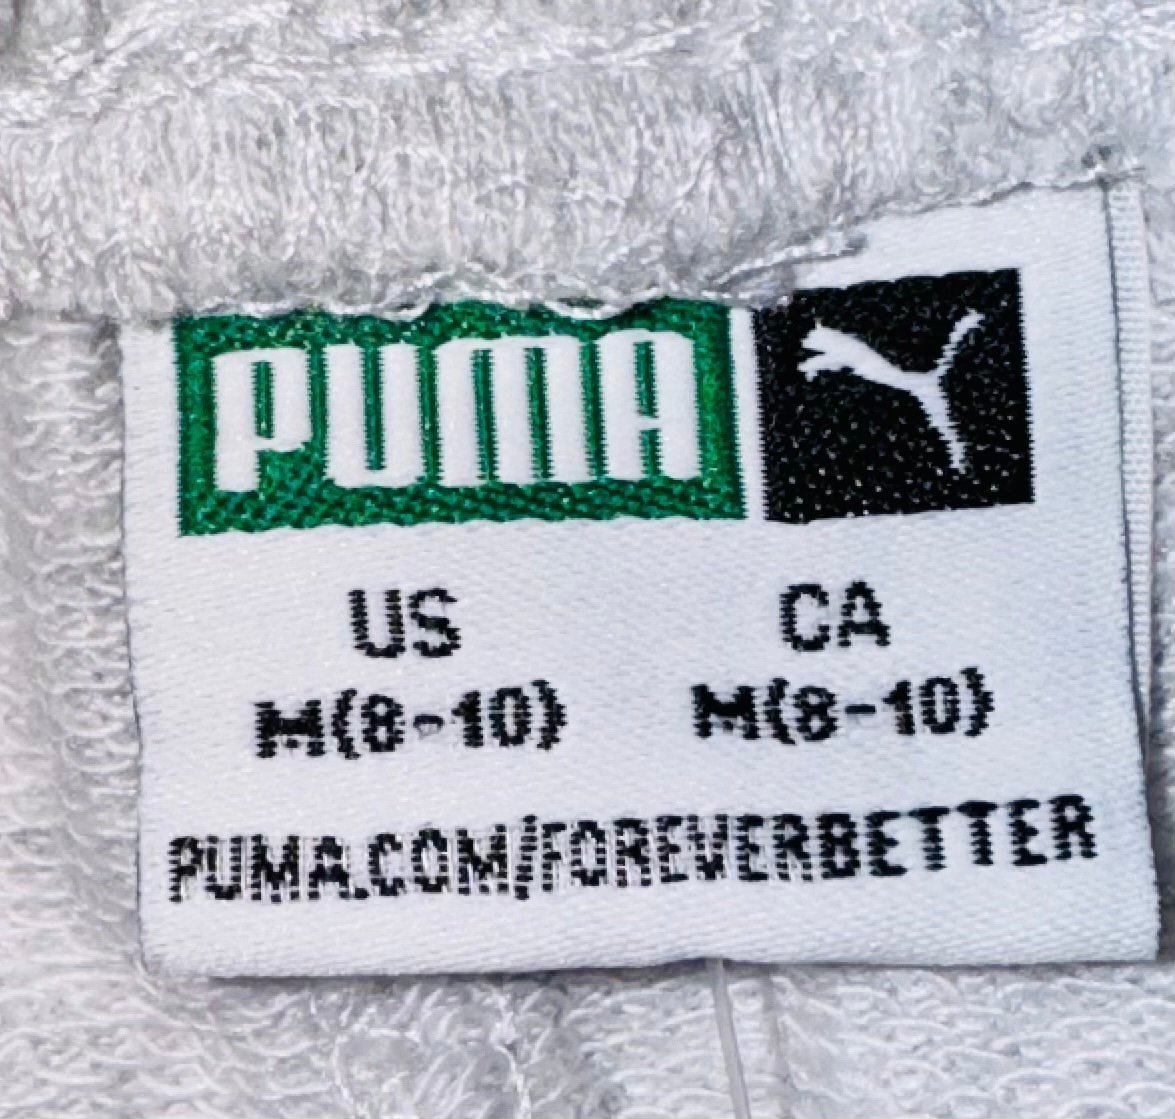 PUMA
US CA
M(8-10) M(8-10)
PUMA.COM/FOREVERBETTER